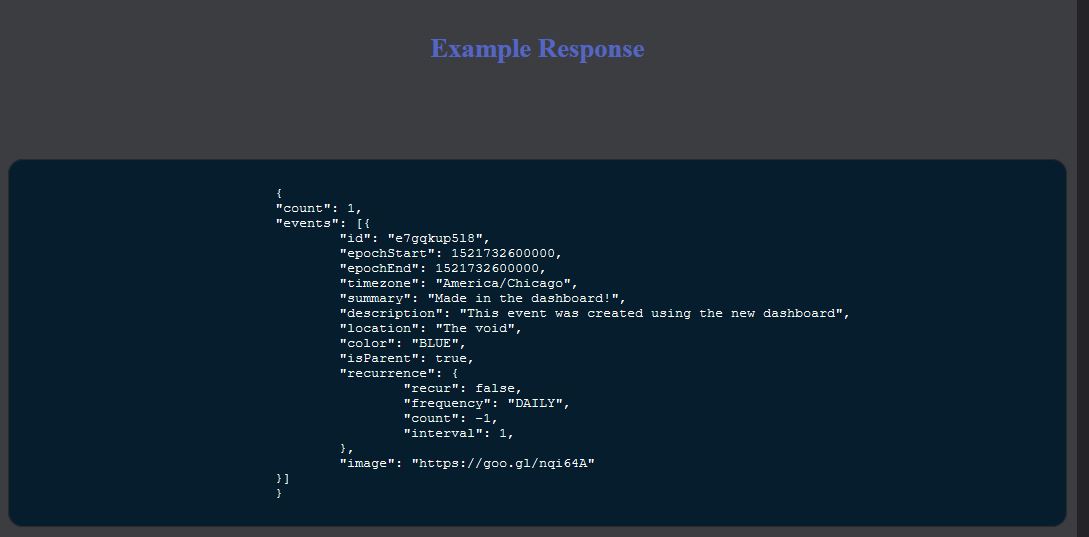 Example Response
{
"count": 1,
"events": [{
"id": "e7gqkup5l8",
"epochStart": 1521732600000,
"epochEnd": 1521732600000,
"timezone": "America/Chicago",
"summary": "Made in the dashboard!",
"description": "This event was created using the new dashboard",
"location": "The void",
"color": "BLUE",
"isParent": true,
"recurrence": {
"recur": false,
"frequency": "DAILY",
"count": -1,
"interval": 1,
},
"image": "https://goo.gl/nqi64A"
}]
}